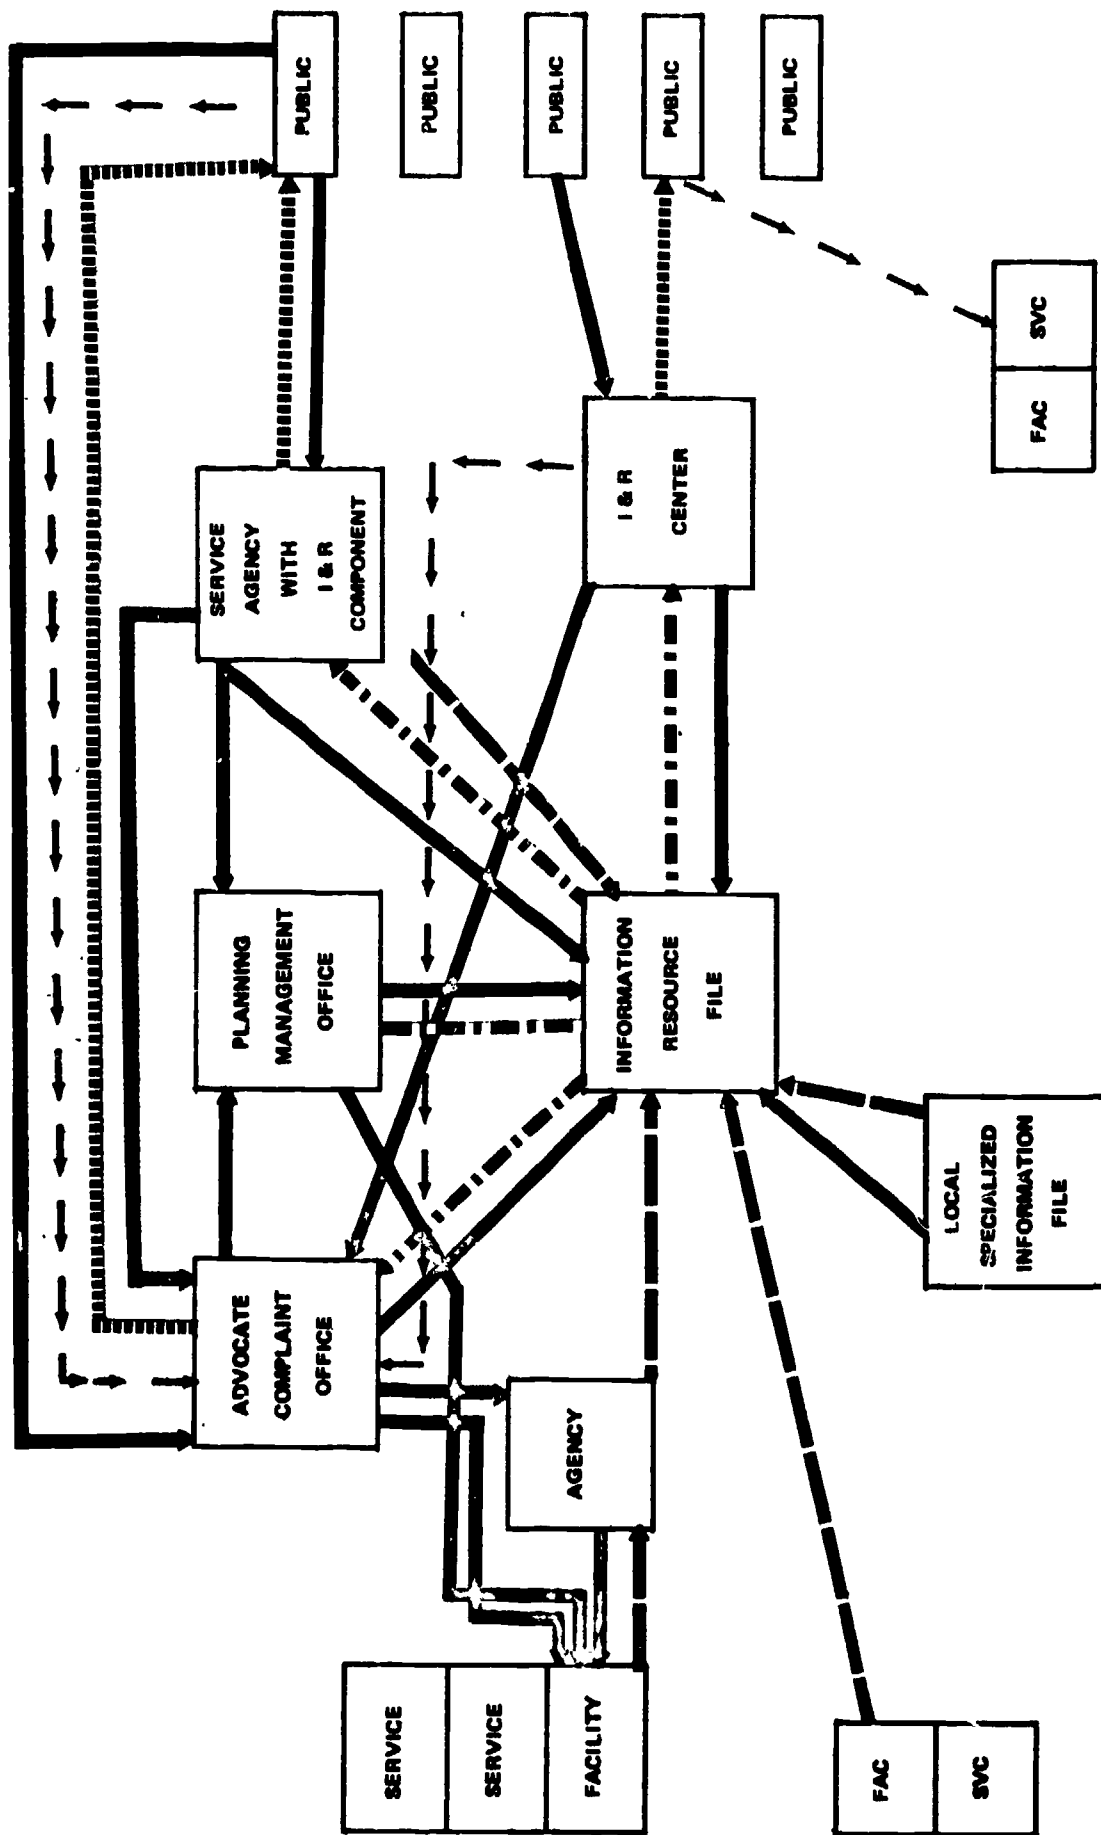 SERVICE
SERVICE
FACILITY
ADVOCATE
COMPLAINT
OFFICE
PLANNING
MANAGEMENT
OFFICE
SERVICE
AGENCY
WITH
I & R
COMPONENT
PUBLIC
PUBLIC
PUBLIC
PUBLIC
PUBLIC
AGENCY
INFORMATION
RESOURCE
FILE
I & R
CENTER
FAC
SVC
LOCAL
SPECIALIZED
INFORMATION
FILE
FAC
SVC